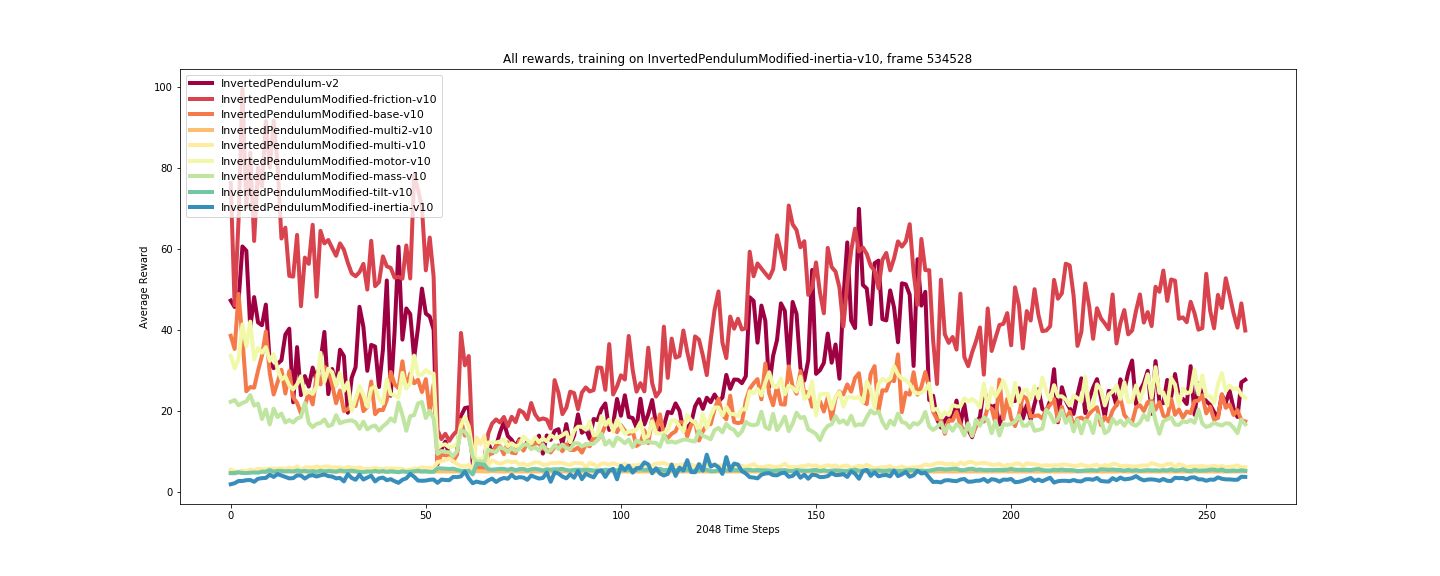 All rewards, training on InvertedPendulumModified-inertia-v10, frame 534528
InvertedPendulum-v2
InvertedPendulumModified-friction-v10
InvertedPendulumModified-base-v10
InvertedPendulumModified-multi2-v10
InvertedPendulumModified-multi-v10
InvertedPendulumModified-motor-v10
InvertedPendulumModified-mass-v10
InvertedPendulumModified-tilt-v10
InvertedPendulumModified-inertia-v10
Average Reward
100
80
60
40
20
0
0 50 100 150 200 250
2048 Time Steps